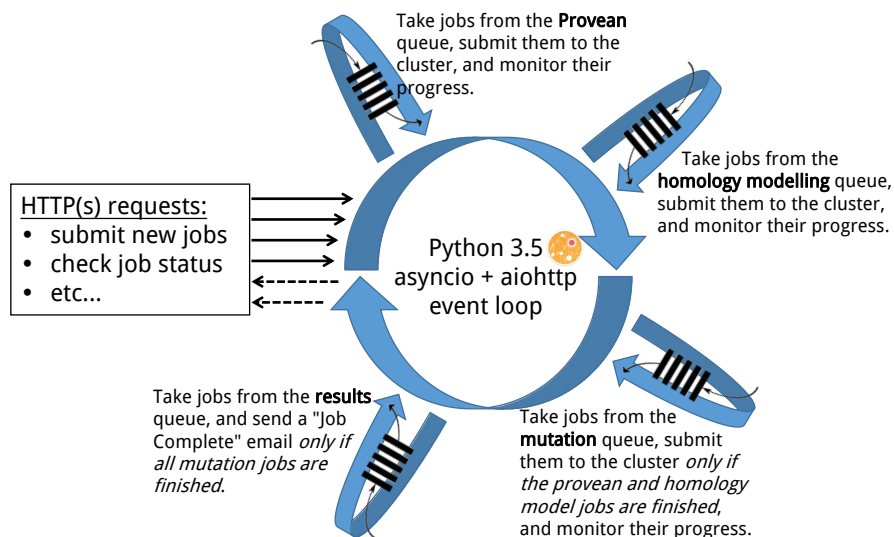 Take jobs from the Provean
queue, submit them to the
cluster, and monitor their
progress.
Take jobs from the
homology modelling queue,
submit them to the cluster,
and monitor their progress.
HTTP(s) requests:
• submit new jobs
• check job status
• etc...
Python 3.5
asyncio + aiohttp
event loop
Take jobs from the results
queue, and send a "Job
Complete" email only if
all mutation jobs are
finished.
Take jobs from the
mutation queue, submit
them to the cluster only if
the provean and homology
model jobs are finished,
and monitor their progress.